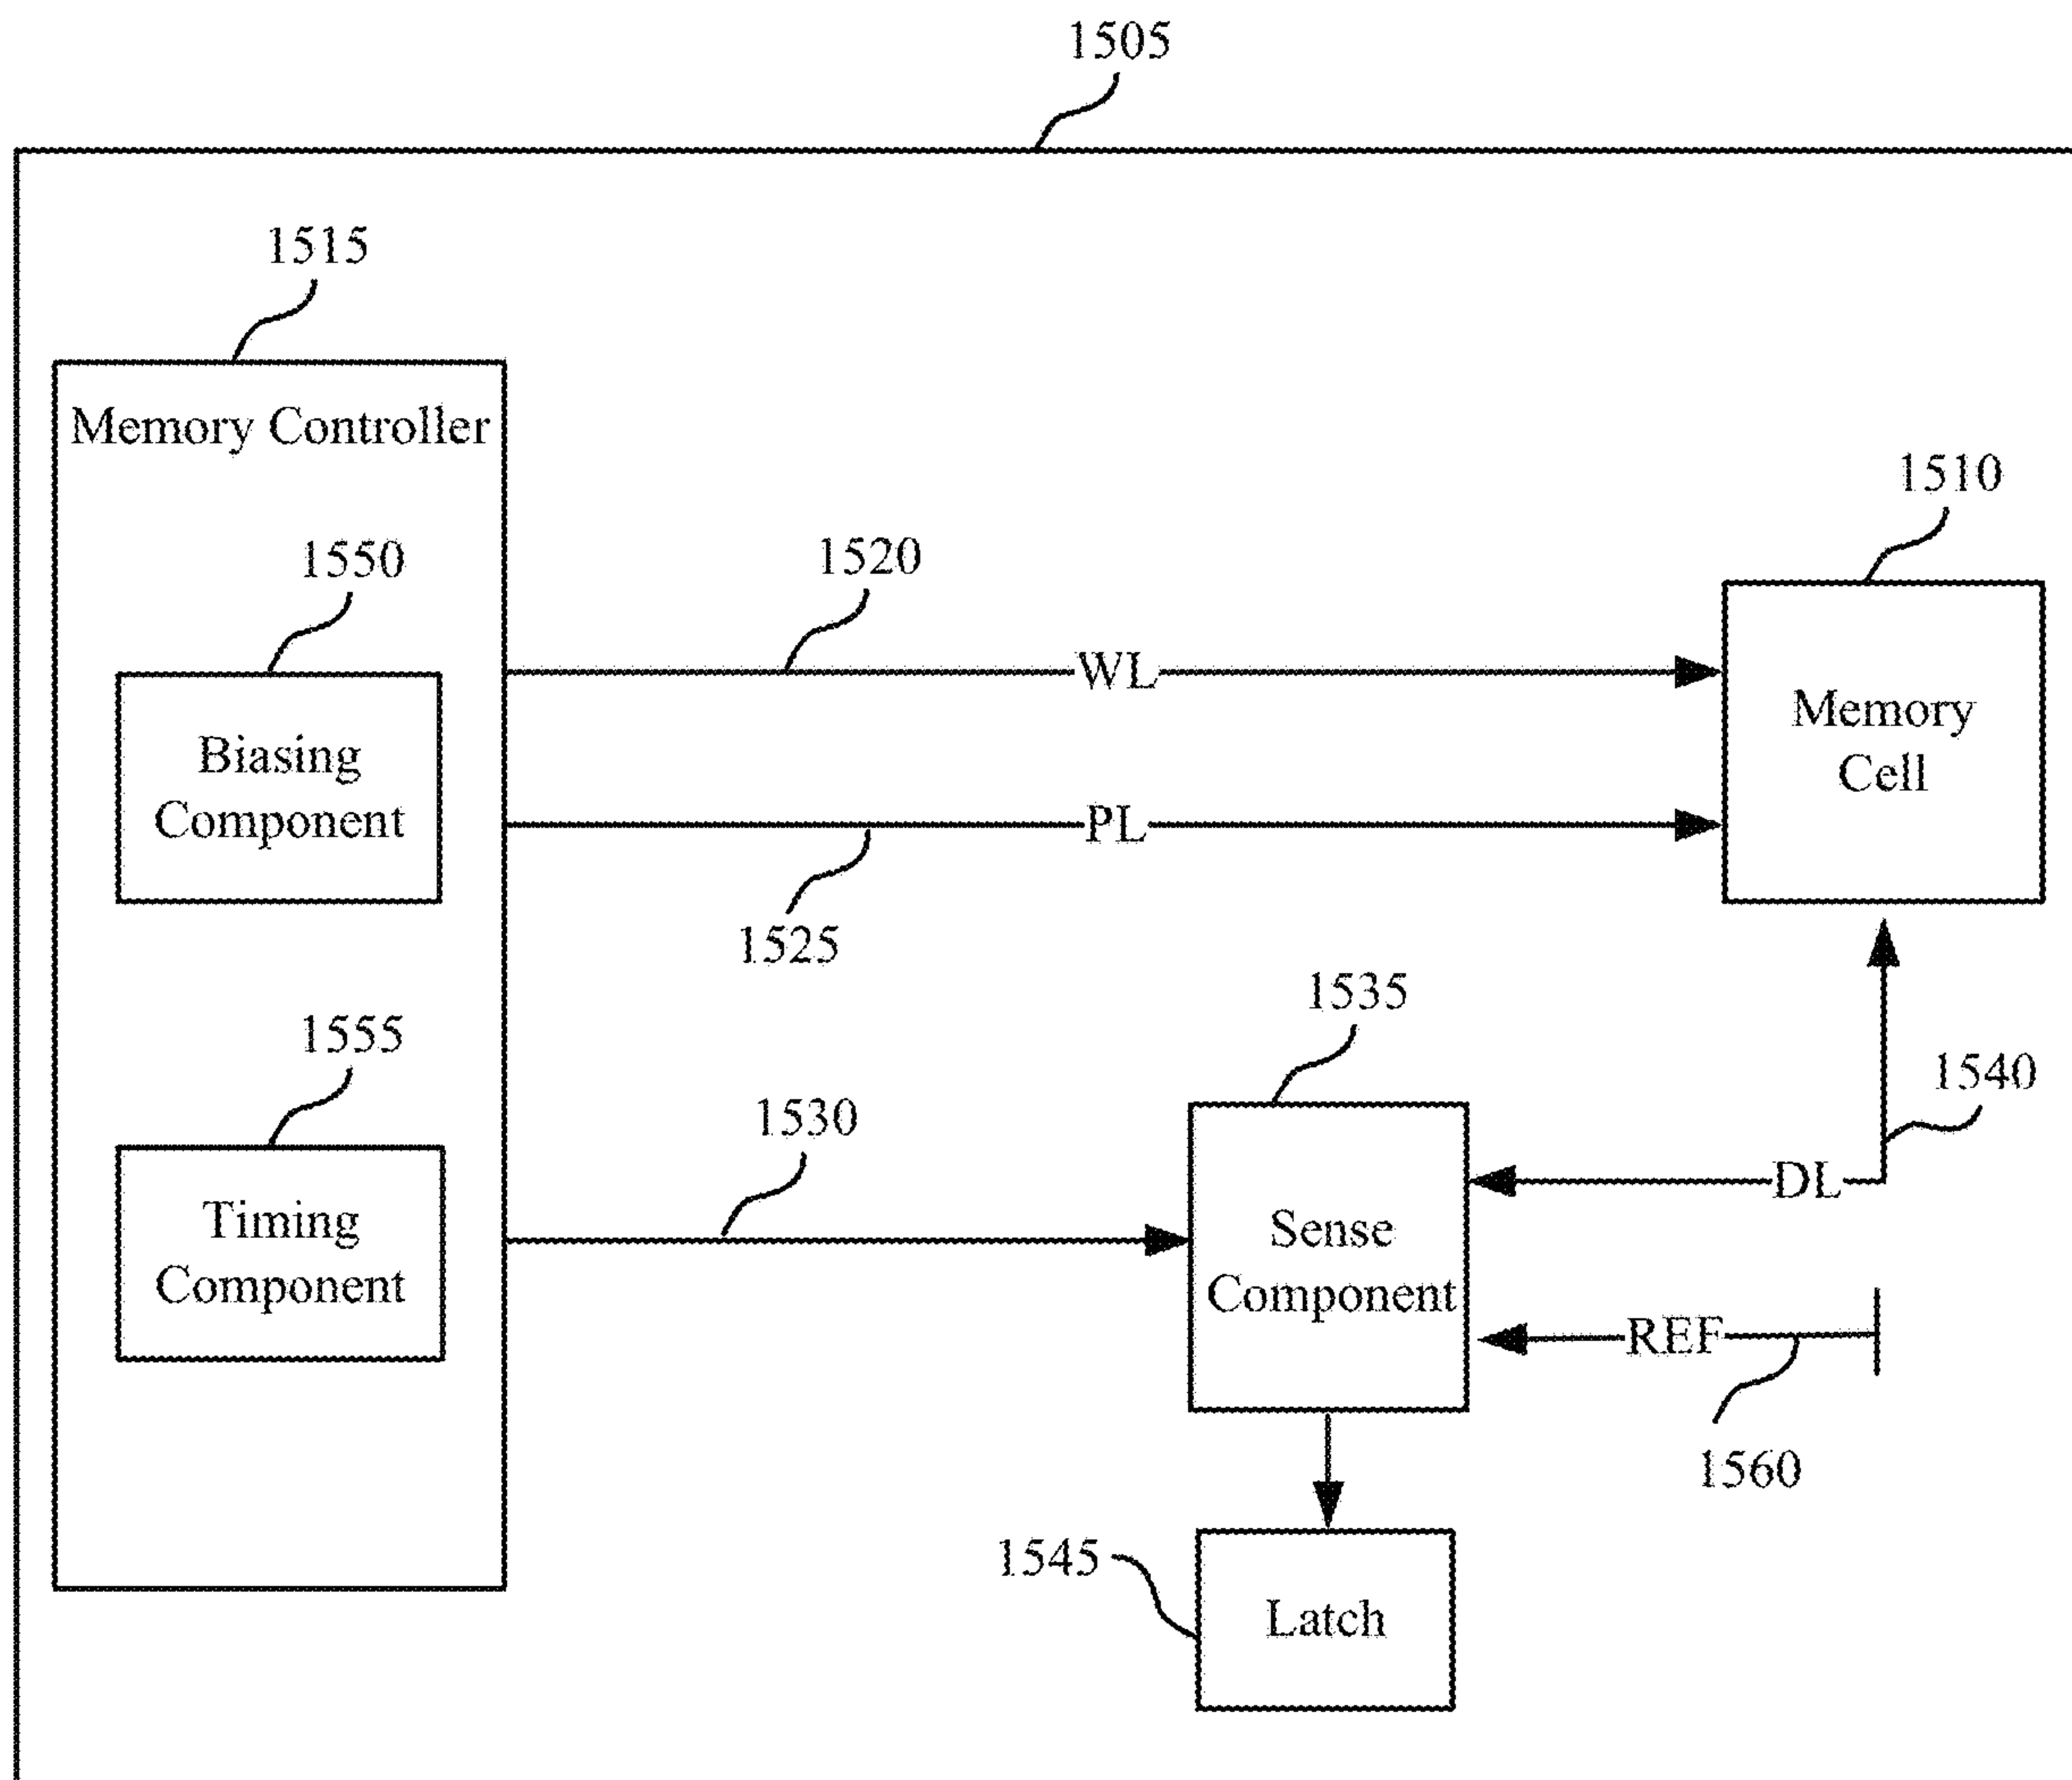 1505
1515
Memory Controller
1510
1550
1520
WL
Memory
Cell
Biasing
Component
PL
1525
1535
1555
1540
1530
DL
Timing
Component
Sense
Component
REF
1560
1545
Latch